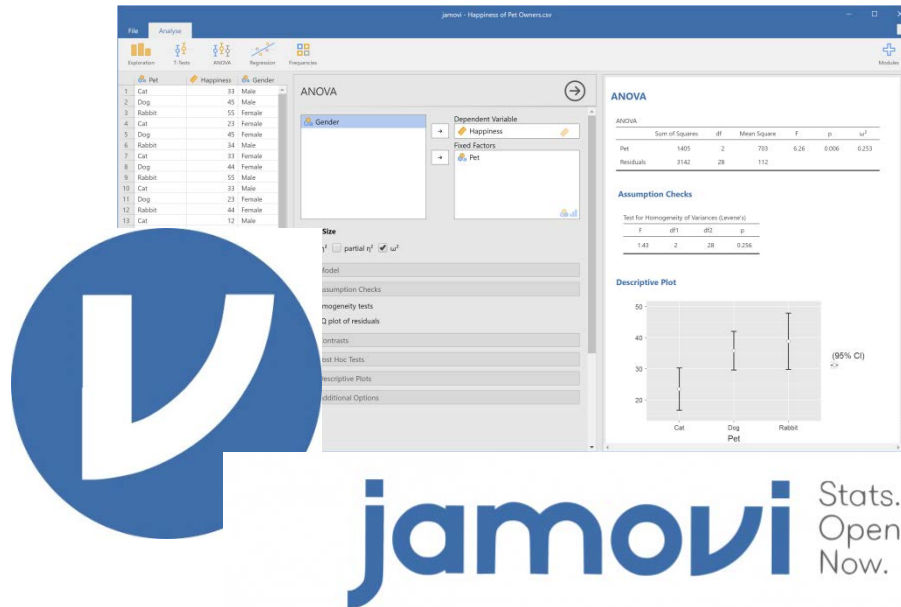 jamovi - Happiness of Pet Owners.csv
File Analyse
Exploration T-Tests ANOVA Regression Frequencies Modules
Pet Happiness Gender
1 Cat 33 Male
2 Dog 45 Male
3 Rabbit 55 Female
4 Cat 23 Female
5 Dog 45 Female
6 Rabbit 34 Male
7 Cat 33 Female
8 Dog 44 Female
9 Rabbit 55 Male
10 Cat 33 Male
11 Dog 23 Female
12 Rabbit 44 Female
13 Cat 12 Male
ANOVA
Gender
Dependent Variable
Happiness
Fixed Factors
Pet
Size
η² partial η² ω²
Model
Assumption Checks
mogeneity tests
Q plot of residuals
ontrasts
ost Hoc Tests
Descriptive Plots
dditional Options
ANOVA
ANOVA
Sum of Squares df Mean Square F p ω²
Pet 1405 2 703 6.26 0.006 0.253
Residuals 3142 28 112
Assumption Checks
Test for Homogeneity of Variances (Levene's)
F df1 df2 p
1.43 2 28 0.256
Descriptive Plot
50
40
30
20
(95% CI)
Cat Dog Rabbit
Pet
jamovi
Stats.
Open
Now.